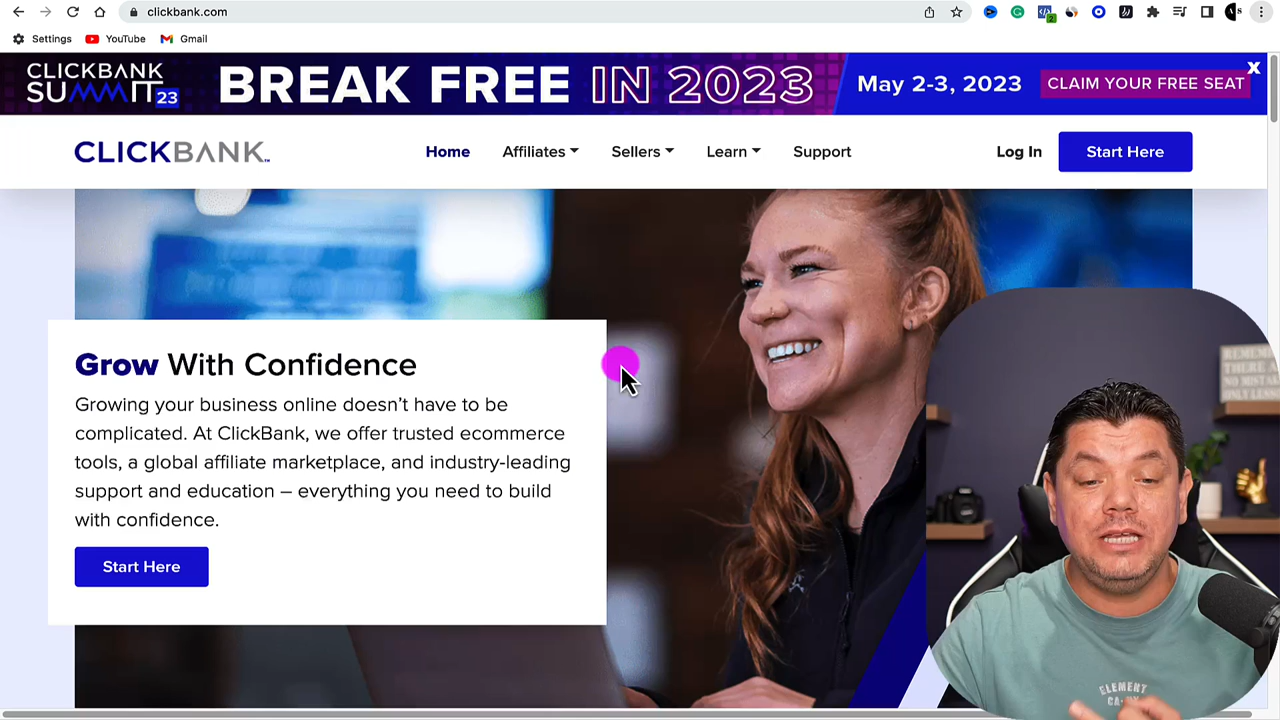 clickbank.com
Settings YouTube Gmail
CLICKBANK
SUMMIT 23
BREAK FREE IN 2023
May 2-3, 2023
CLAIM YOUR FREE SEAT
X
CLICKBANK
Home Affiliates Sellers Learn Support
Log In Start Here
Grow With Confidence
Growing your business online doesn’t have to be
complicated. At ClickBank, we offer trusted ecommerce
tools, a global affiliate marketplace, and industry-leading
support and education – everything you need to build
with confidence.
Start Here
ELEMENT